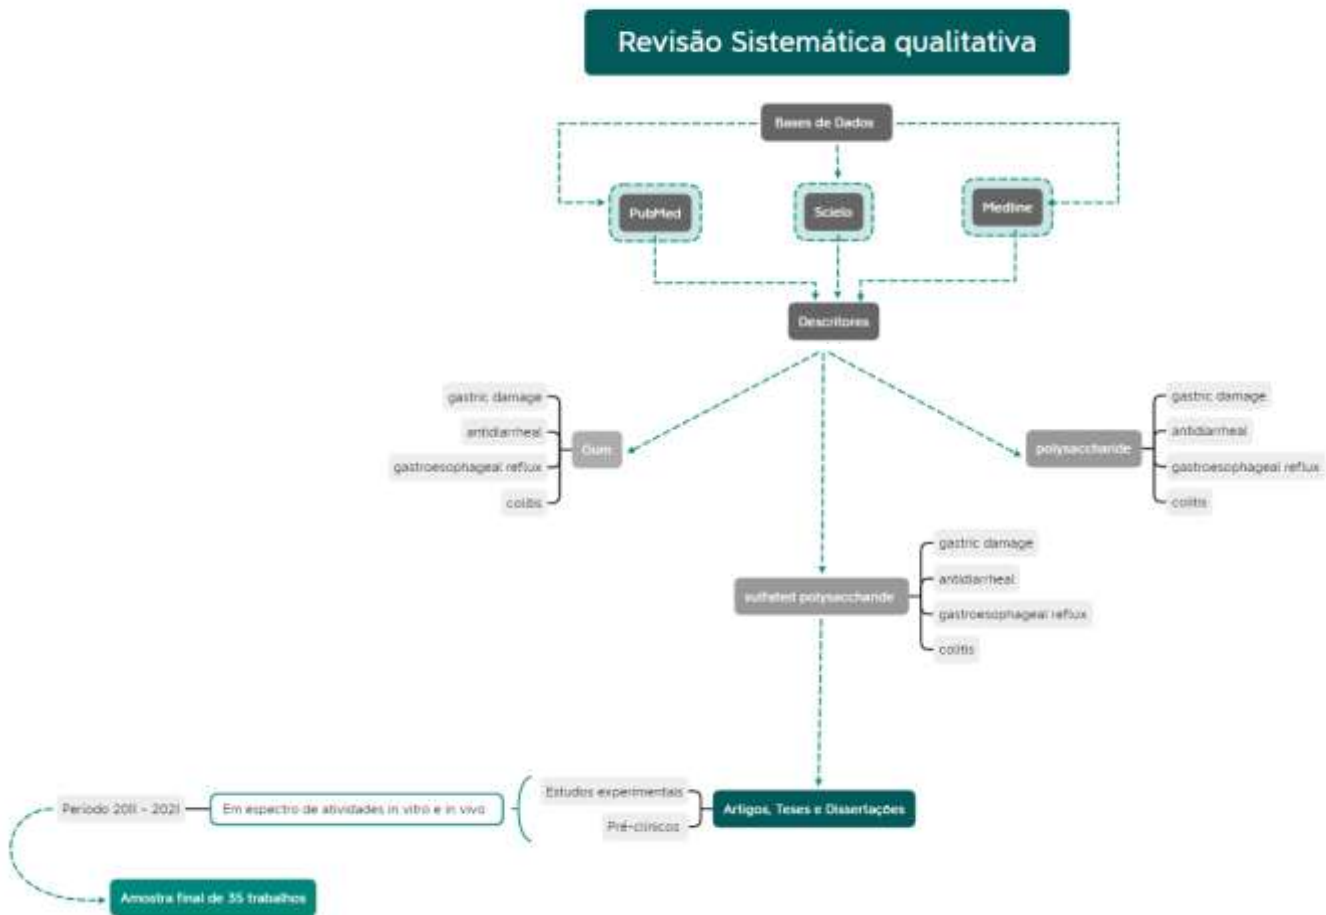 Revisão Sistemática qualitativa
Bases de Dados
PubMed
Scielo
Medline
Descritores
gastric damage
antidiarrheal
gastroesophageal reflux
colitis
Gum
polysaccharide
gastric damage
antidiarrheal
gastroesophageal reflux
colitis
sulfated polysaccharide
gastric damage
antidiarrheal
gastroesophageal reflux
colitis
Artigos, Teses e Dissertações
Estudos experimentais
Pré-clínicos
Em espectro de atividades in vitro e in vivo
Período 2011 - 2021
Amostra final de 35 trabalhos